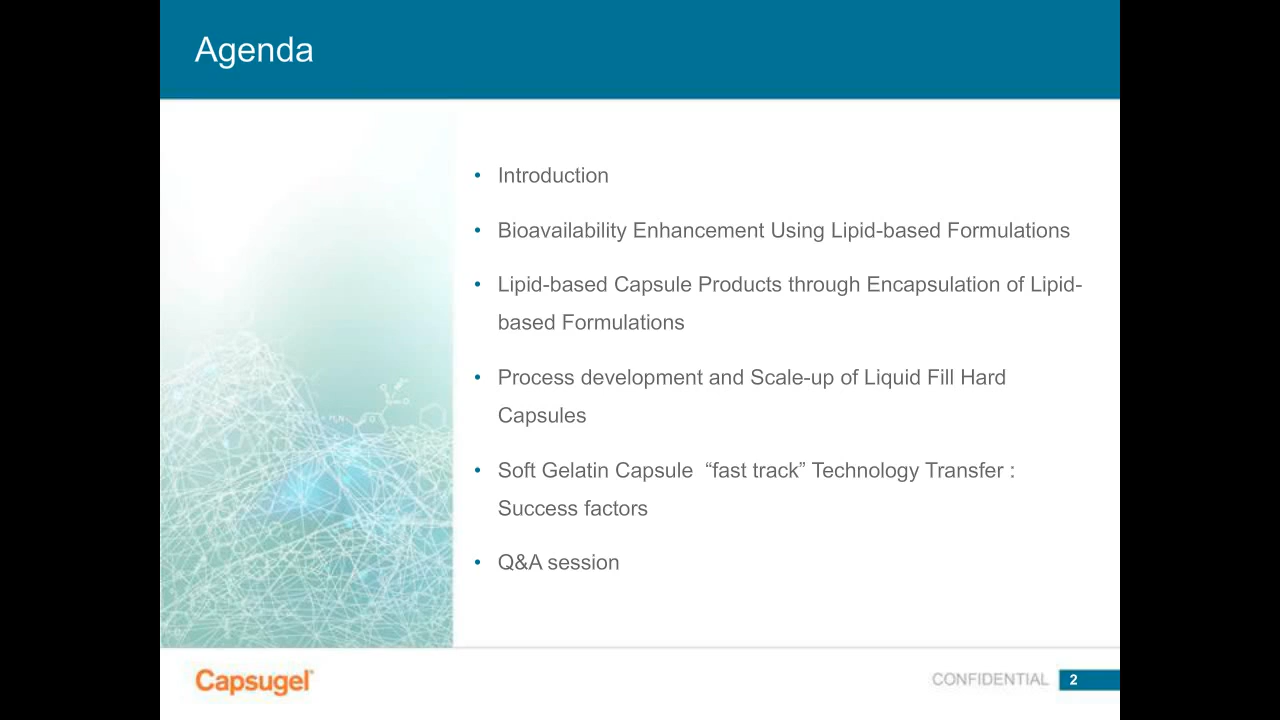 Agenda
• Introduction
• Bioavailability Enhancement Using Lipid-based Formulations
• Lipid-based Capsule Products through Encapsulation of Lipid-
based Formulations
• Process development and Scale-up of Liquid Fill Hard
Capsules
• Soft Gelatin Capsule “fast track” Technology Transfer :
Success factors
• Q&A session
Capsugel
CONFIDENTIAL 2